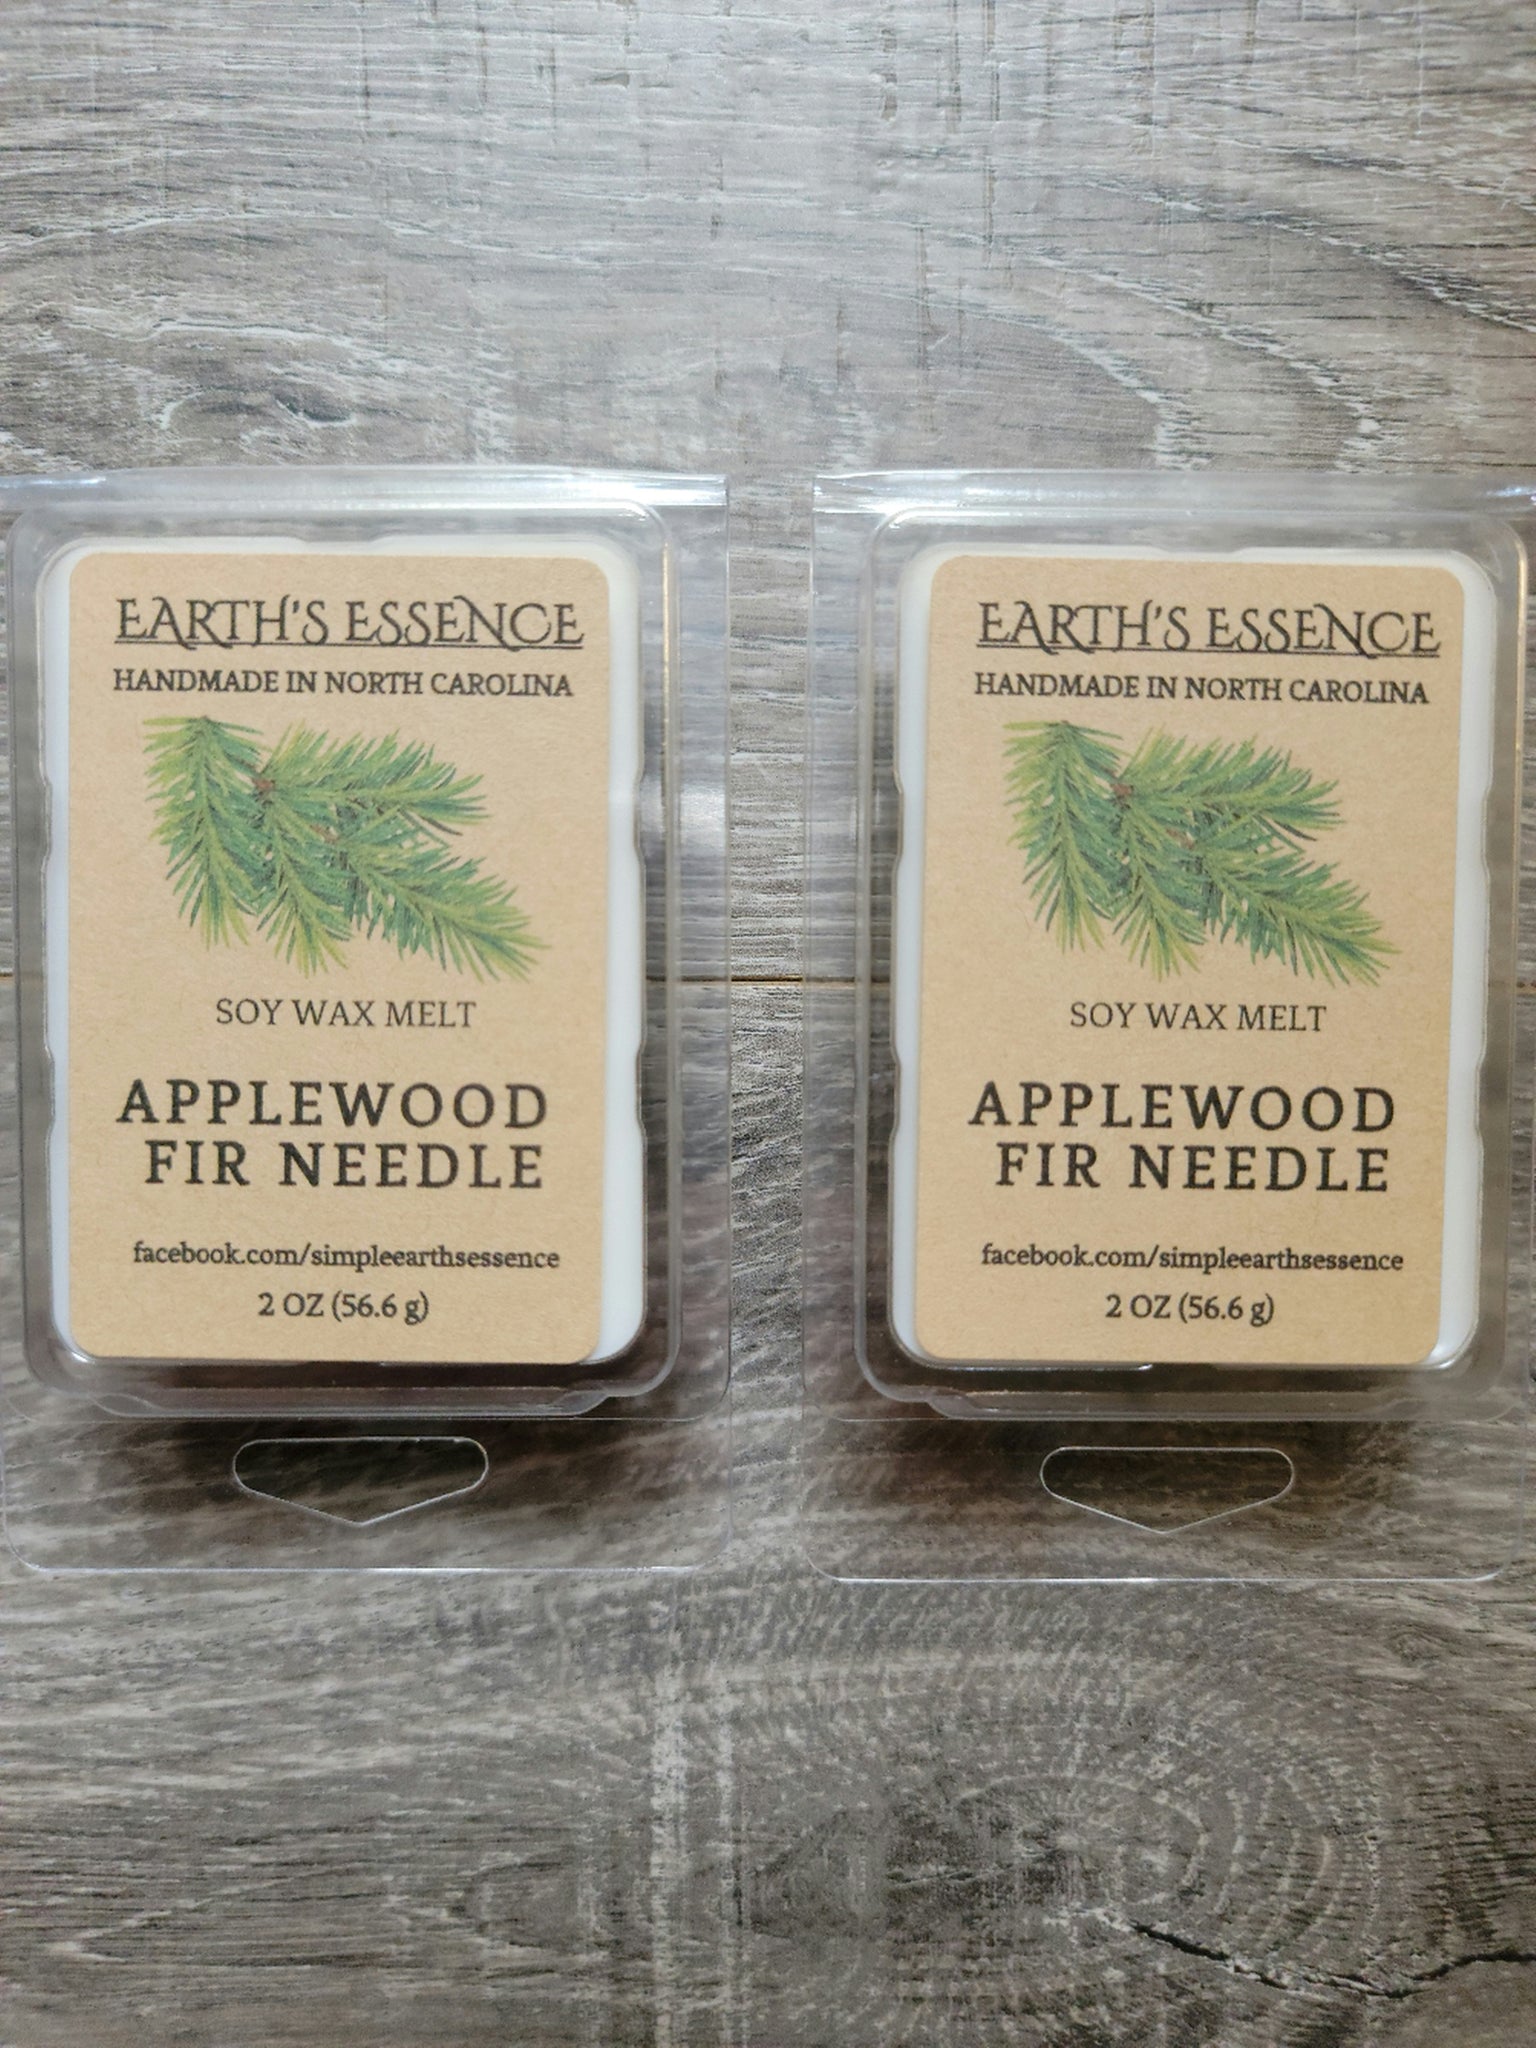 EARTH'S ESSENCE
HANDMADE IN NORTH CAROLINA
SOY WAX MELT
APPLEWOOD
FIR NEEDLE
facebook.com/simpleearthsessence
2 OZ (56.6 g)
EARTH'S ESSENCE
HANDMADE IN NORTH CAROLINA
SOY WAX MELT
APPLEWOOD
FIR NEEDLE
facebook.com/simpleearthsessence
2 OZ (56.6 g)